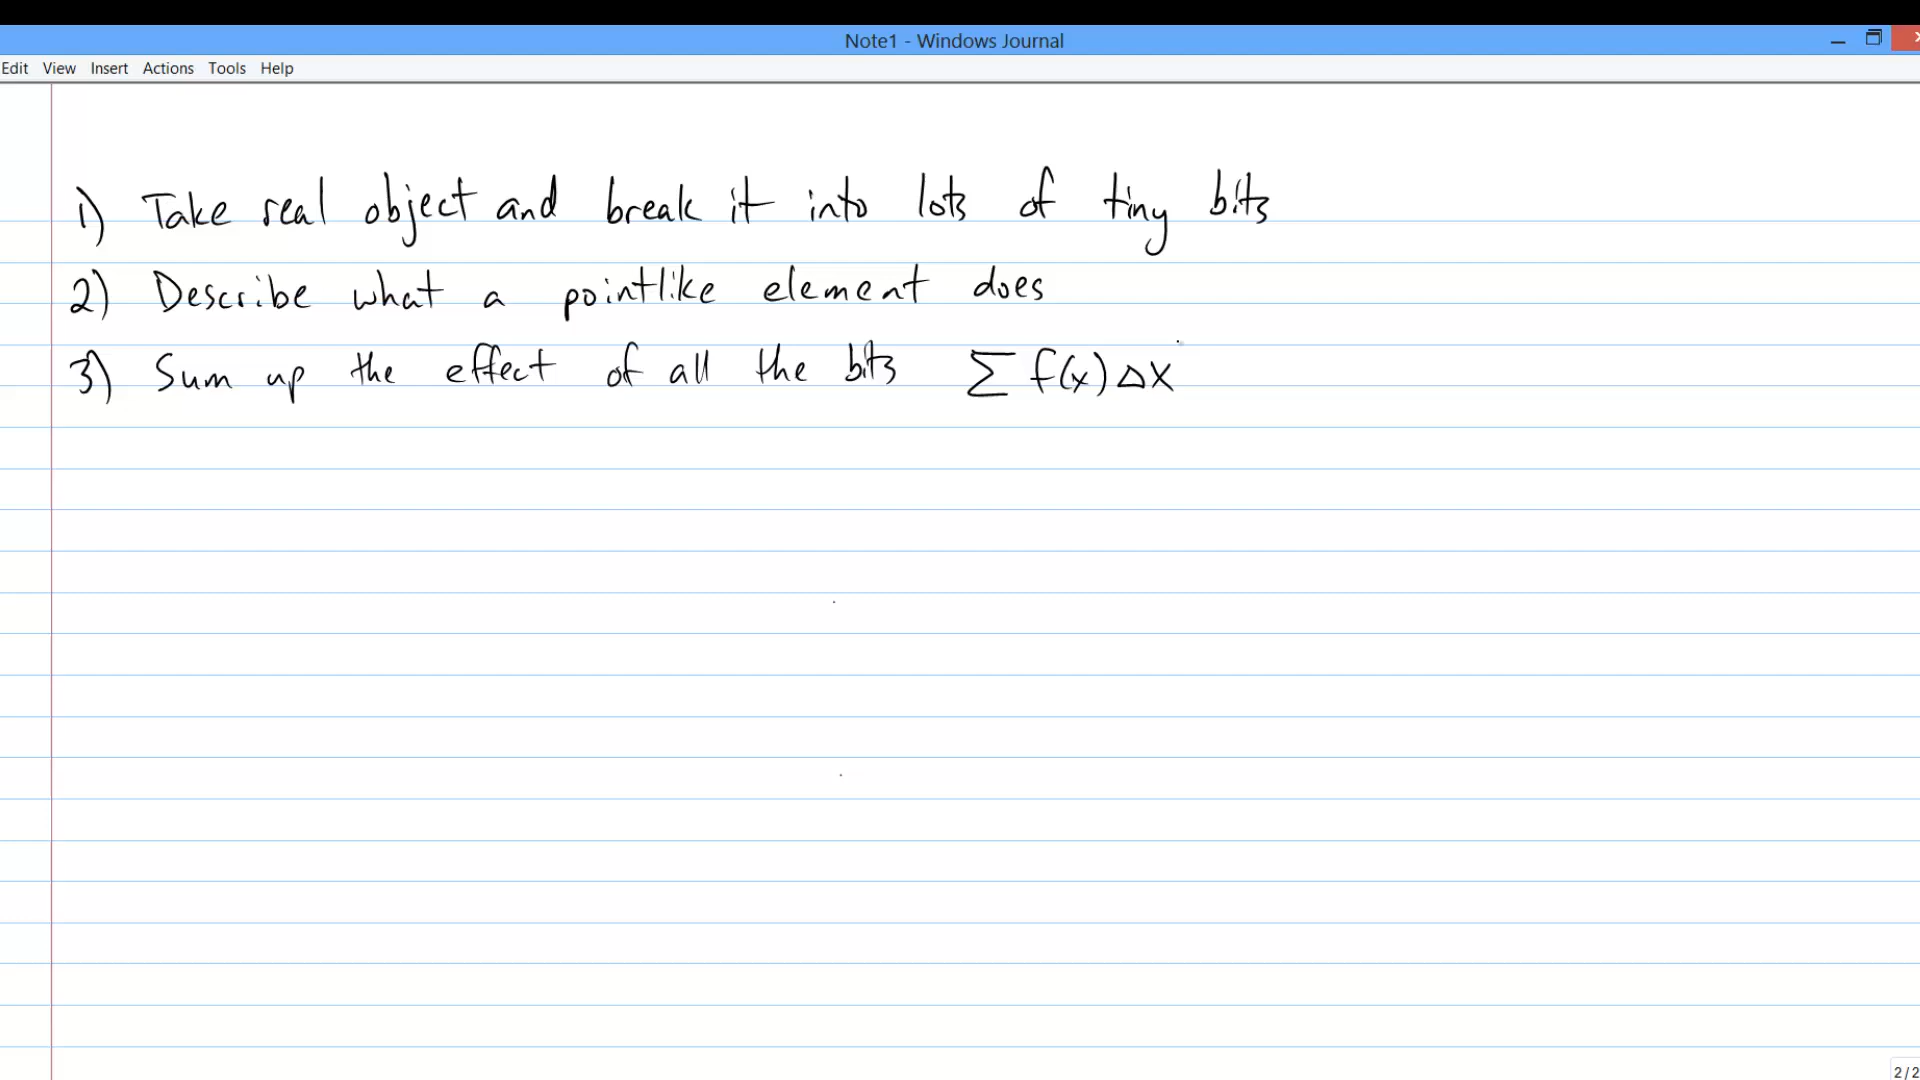 Note1 - Windows Journal
Edit View Insert Actions Tools Help
1) Take real object and break it into lots of tiny bits
2) Describe what a pointlike element does
3) Sum up the effect of all the bits ∑ f(x) Δx
2/2